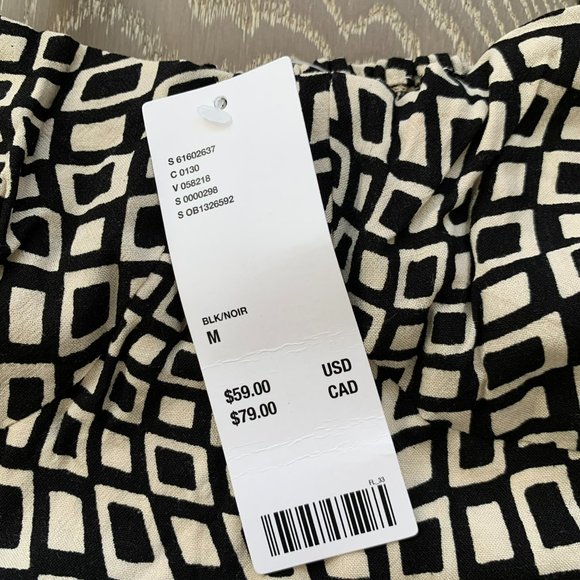 S 61602637
C 0130
V 058218
S 0000298
S OB1326592
BLK/NOIR
M
$59.00 USD
$79.00 CAD
FL_33